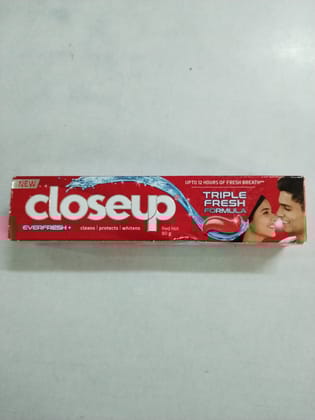 NEW
closeup
EVERFRESH+
cleans / protects / whitens
Red Hot
80 g
UPTO 12 HOURS OF FRESH BREATH**
TRIPLE
FRESH
FORMULA